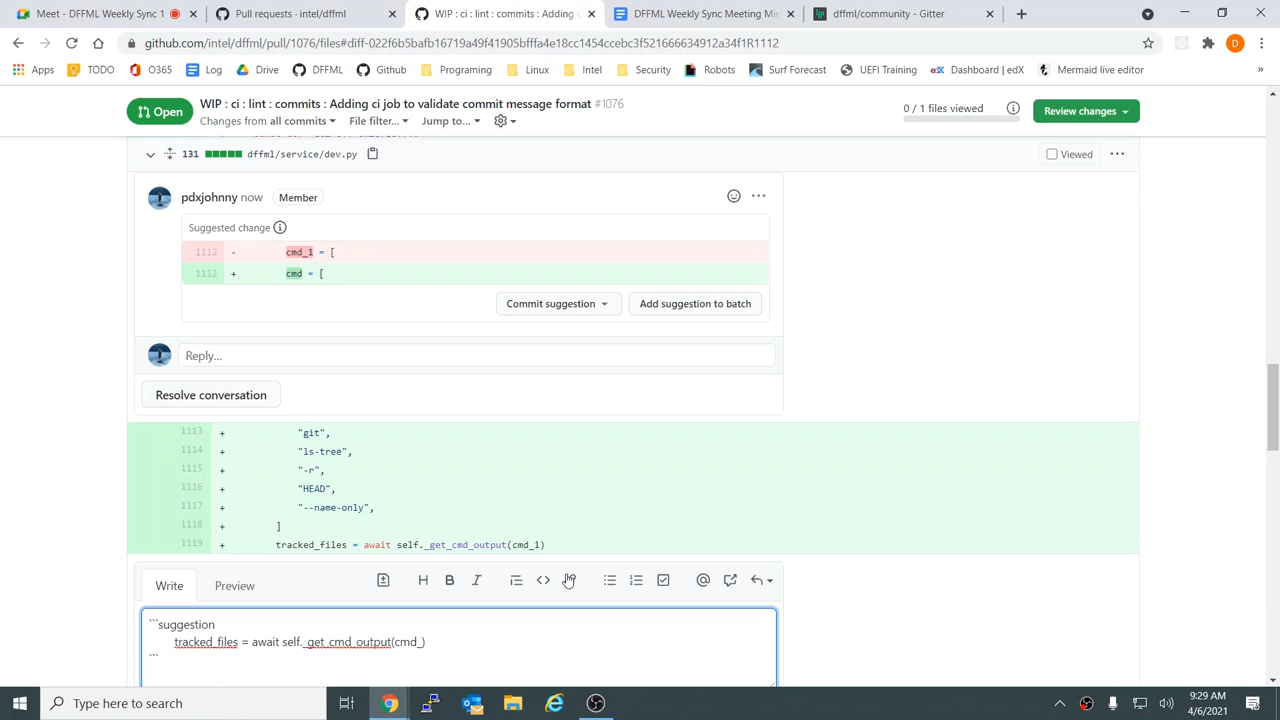 Meet - DFFML Weekly Sync 1
Pull requests · intel/dffml
WIP : ci : lint : commits : Adding c
DFFML Weekly Sync Meeting Min
dffml/community - Gitter
github.com/intel/dffml/pull/1076/files#diff-022f6b5bafb16719a49f41905bffa4e18cc1454ccebc3f521666634912a34f1R1112
D
Apps TODO O365 Log Drive DFFML Github Programing Linux Intel Security Robots Surf Forecast UEFI Training Dashboard | edX Mermaid live editor »
Open
WIP : ci : lint : commits : Adding ci job to validate commit message format #1076
Changes from all commits File filter... Jump to...
0 / 1 files viewed
Review changes
131 dffml/service/dev.py
Viewed
pdxjohnny now Member
Suggested change
1112 - cmd_1 = [
1112 + cmd = [
Commit suggestion Add suggestion to batch
Reply...
Resolve conversation
1113 + "git",
1114 + "ls-tree",
1115 + "-r",
1116 + "HEAD",
1117 + "--name-only",
1118 + ]
1119 + tracked_files = await self._get_cmd_output(cmd_1)
Write Preview
```suggestion
tracked_files = await self._get_cmd_output(cmd_)
```
Type here to search
9:29 AM
4/6/2021